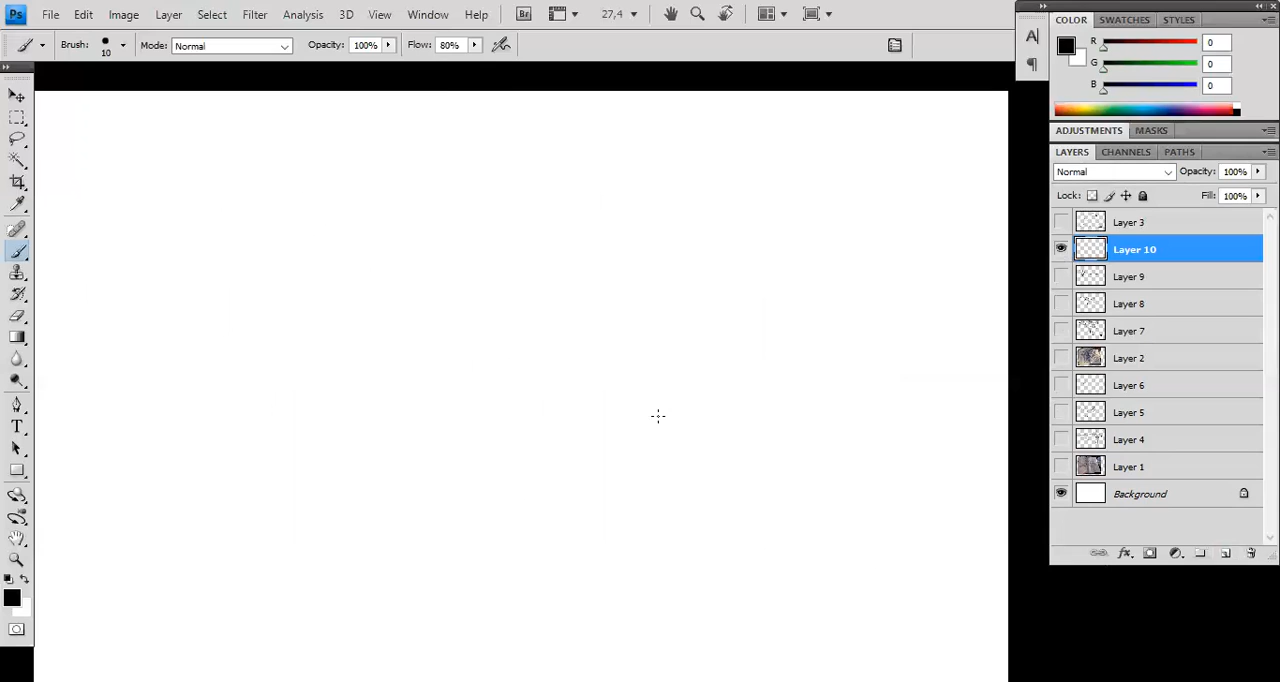 Ps File Edit Image Layer Select Filter Analysis 3D View Window Help Br 27,4
Brush: 10 Mode: Normal Opacity: 100% Flow: 80%
A
¶
COLOR SWATCHES STYLES
R 0
G 0
B 0
ADJUSTMENTS MASKS
LAYERS CHANNELS PATHS
Normal Opacity: 100%
Lock: Fill: 100%
Layer 3
Layer 10
Layer 9
Layer 8
Layer 7
Layer 2
Layer 6
Layer 5
Layer 4
Layer 1
Background
T
fx